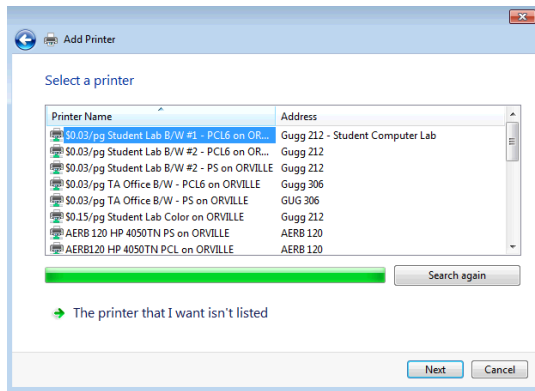 Add Printer
Select a printer
Printer Name Address
$0.03/pg Student Lab B/W #1 - PCL6 on OR... Gugg 212 - Student Computer Lab
$0.03/pg Student Lab B/W #2 - PCL6 on OR... Gugg 212
$0.03/pg Student Lab B/W #2 - PS on ORVILLE Gugg 212
$0.03/pg TA Office B/W - PCL6 on ORVILLE Gugg 306
$0.03/pg TA Office B/W - PS on ORVILLE GUG 306
$0.15/pg Student Lab Color on ORVILLE Gugg 212
AERB 120 HP 4050TN PS on ORVILLE AERB 120
AERB120 HP 4050TN PCL on ORVILLE AERB 120
Search again
The printer that I want isn't listed
Next Cancel